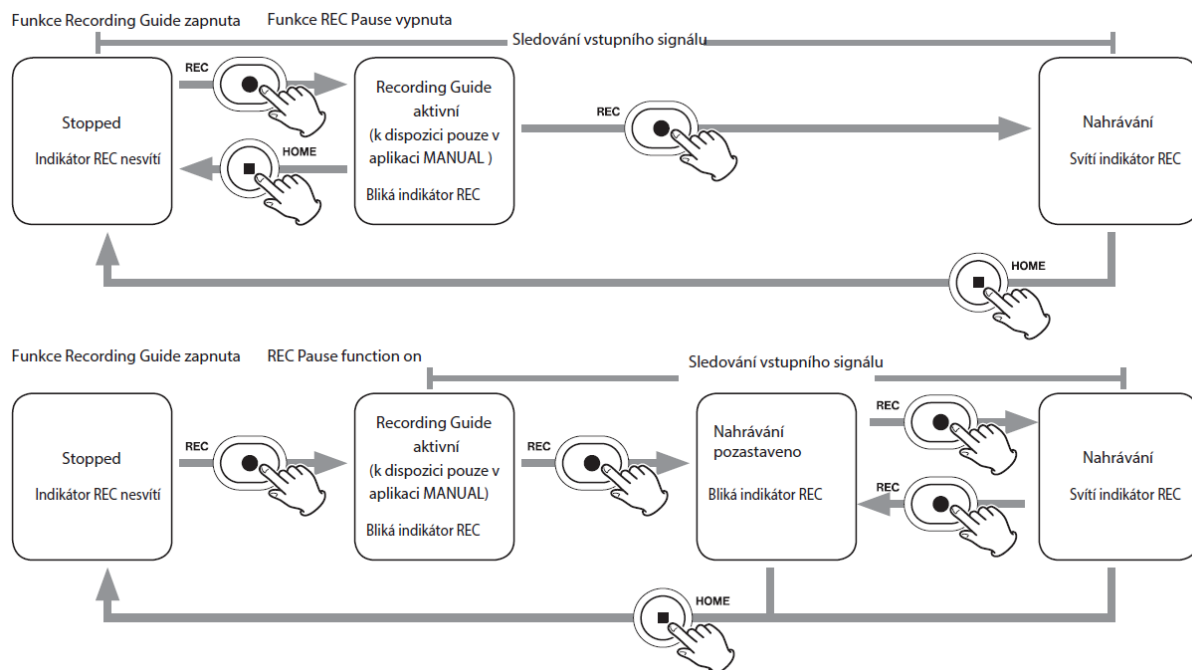 Funkce Recording Guide zapnuta Funkce REC Pause vypnuta
Sledování vstupního signálu
Stopped
Indikátor REC nesvítí
REC
HOME
Recording Guide
aktivní
(k dispozici pouze v
aplikaci MANUAL )
Bliká indikátor REC
REC
Nahrávání
Svítí indikátor REC
HOME
Funkce Recording Guide zapnuta REC Pause function on
Sledování vstupního signálu
Stopped
Indikátor REC nesvítí
REC
Recording Guide
aktivní
(k dispozici pouze v
aplikaci MANUAL)
Bliká indikátor REC
REC
Nahrávání
pozastaveno
Bliká indikátor REC
REC
REC
Nahrávání
Svítí indikátor REC
HOME